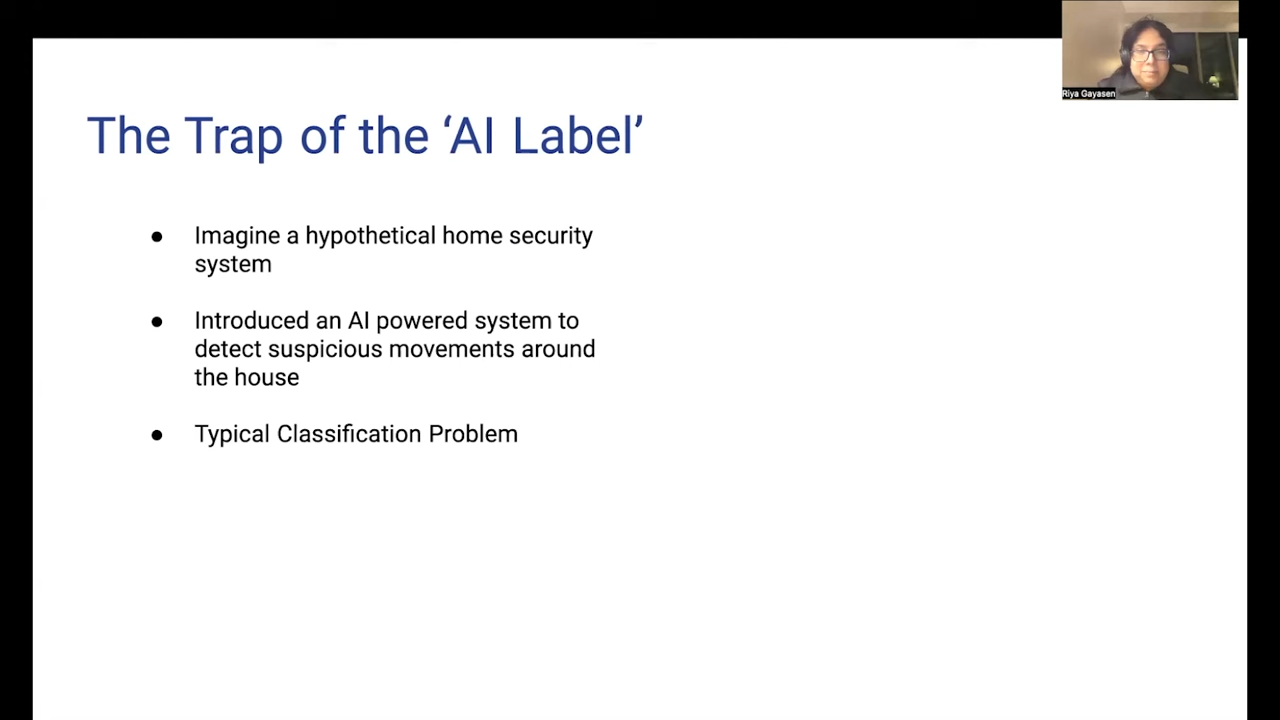 Riya Gayasen
The Trap of the ‘AI Label’
● Imagine a hypothetical home security
system
● Introduced an AI powered system to
detect suspicious movements around
the house
● Typical Classification Problem